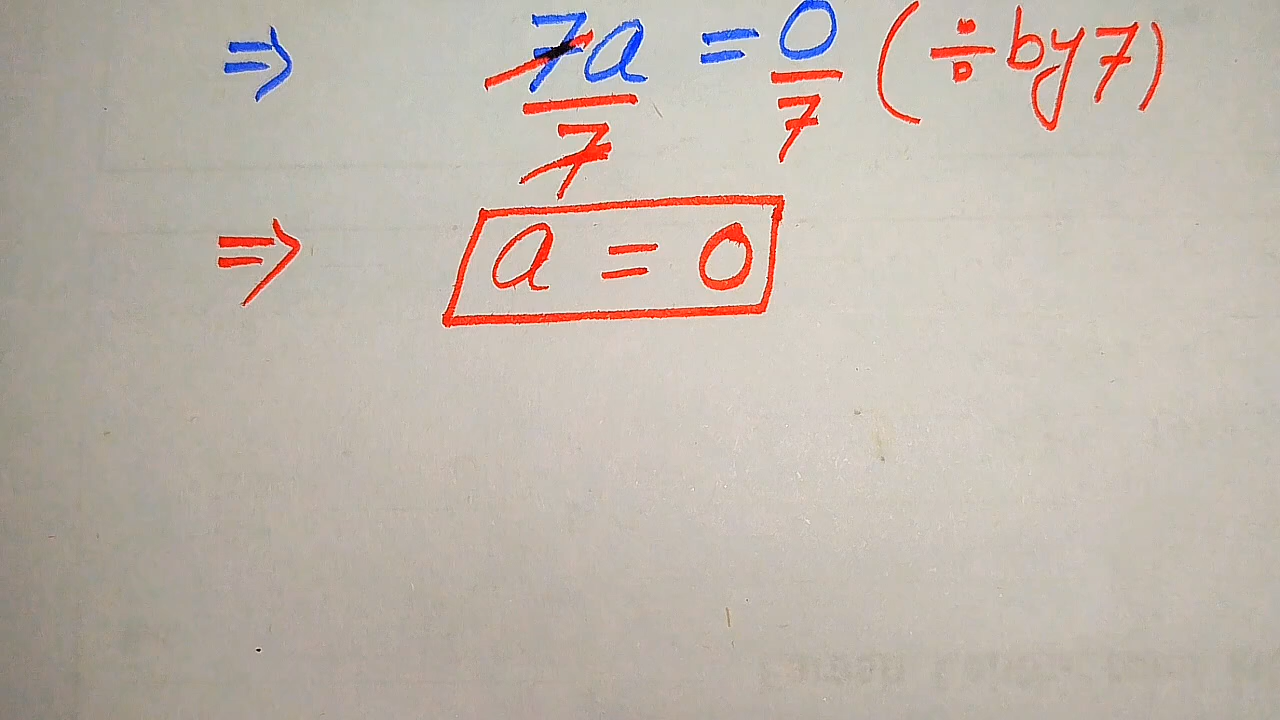 ⇒ 7a/7 = 0/7 (÷ by 7)
⇒ a = 0